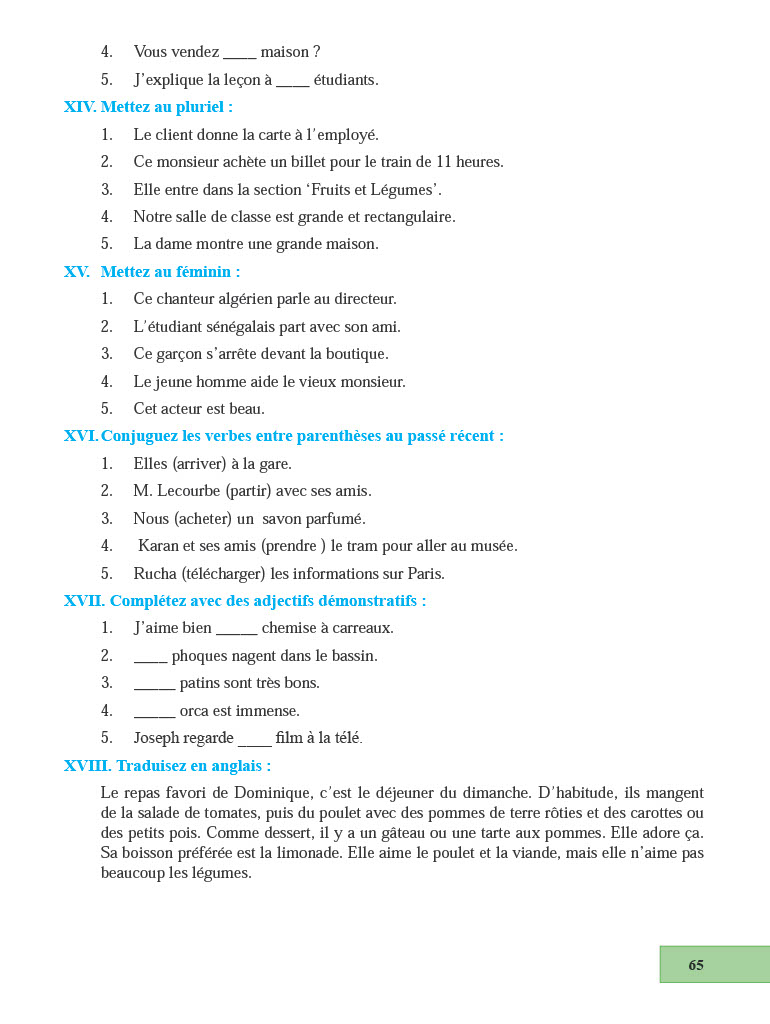 4. Vous vendez ____ maison ?
5. J'explique la leçon à ____ étudiants.
XIV. Mettez au pluriel :
1. Le client donne la carte à l'employé.
2. Ce monsieur achète un billet pour le train de 11 heures.
3. Elle entre dans la section ‘Fruits et Légumes’.
4. Notre salle de classe est grande et rectangulaire.
5. La dame montre une grande maison.
XV. Mettez au féminin :
1. Ce chanteur algérien parle au directeur.
2. L'étudiant sénégalais part avec son ami.
3. Ce garçon s'arrête devant la boutique.
4. Le jeune homme aide le vieux monsieur.
5. Cet acteur est beau.
XVI. Conjuguez les verbes entre parenthèses au passé récent :
1. Elles (arriver) à la gare.
2. M. Lecourbe (partir) avec ses amis.
3. Nous (acheter) un savon parfumé.
4. Karan et ses amis (prendre ) le tram pour aller au musée.
5. Rucha (télécharger) les informations sur Paris.
XVII. Complétez avec des adjectifs démonstratifs :
1. J'aime bien _____ chemise à carreaux.
2. ____ phoques nagent dans le bassin.
3. _____ patins sont très bons.
4. _____ orca est immense.
5. Joseph regarde ____ film à la télé.
XVIII. Traduisez en anglais :
Le repas favori de Dominique, c'est le déjeuner du dimanche. D'habitude, ils mangent
de la salade de tomates, puis du poulet avec des pommes de terre rôties et des carottes ou
des petits pois. Comme dessert, il y a un gâteau ou une tarte aux pommes. Elle adore ça.
Sa boisson préférée est la limonade. Elle aime le poulet et la viande, mais elle n'aime pas
beaucoup les légumes.
65